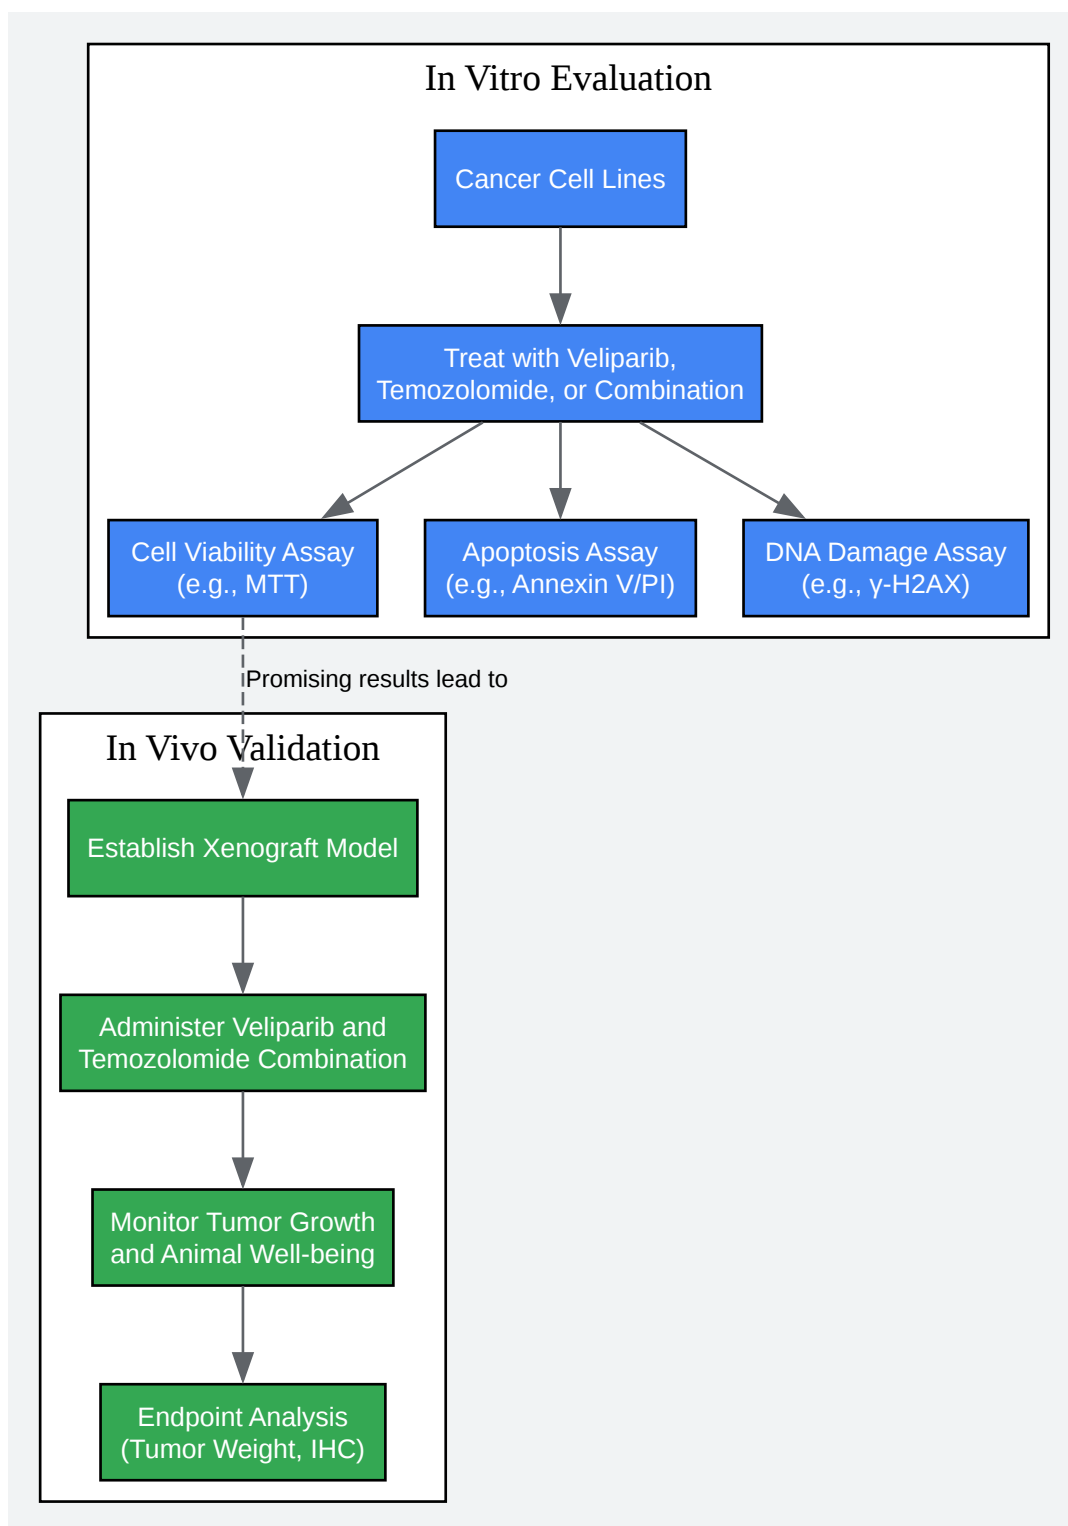 In Vitro Evaluation
Cancer Cell Lines
Treat with Veliparib,
Temozolomide, or Combination
Cell Viability Assay
(e.g., MTT)
Apoptosis Assay
(e.g., Annexin V/PI)
DNA Damage Assay
(e.g., γ-H2AX)
Promising results lead to
In Vivo Validation
Establish Xenograft Model
Administer Veliparib and
Temozolomide Combination
Monitor Tumor Growth
and Animal Well-being
Endpoint Analysis
(Tumor Weight, IHC)